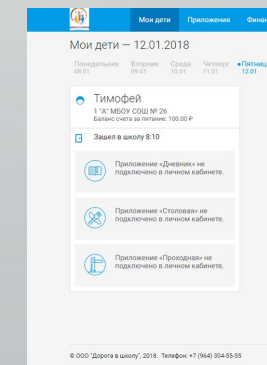 Мои дети Приложения Финан
Мои дети — 12.01.2018
Понедельник Вторник Среда Четверг •Пятница
08.01 09.01 10.01 11.01 12.01
Тимофей
1 "А" МБОУ СОШ № 26
Баланс счета за питание: 100.00 ₽
Зашел в школу 8:10
Приложение «Дневник» не
подключено в личном кабинете.
Приложение «Столовая» не
подключено в личном кабинете.
Приложение «Проходная» не
подключено в личном кабинете.
© ООО "Дорога в школу", 2018. Телефон: +7 (964) 304-55-55